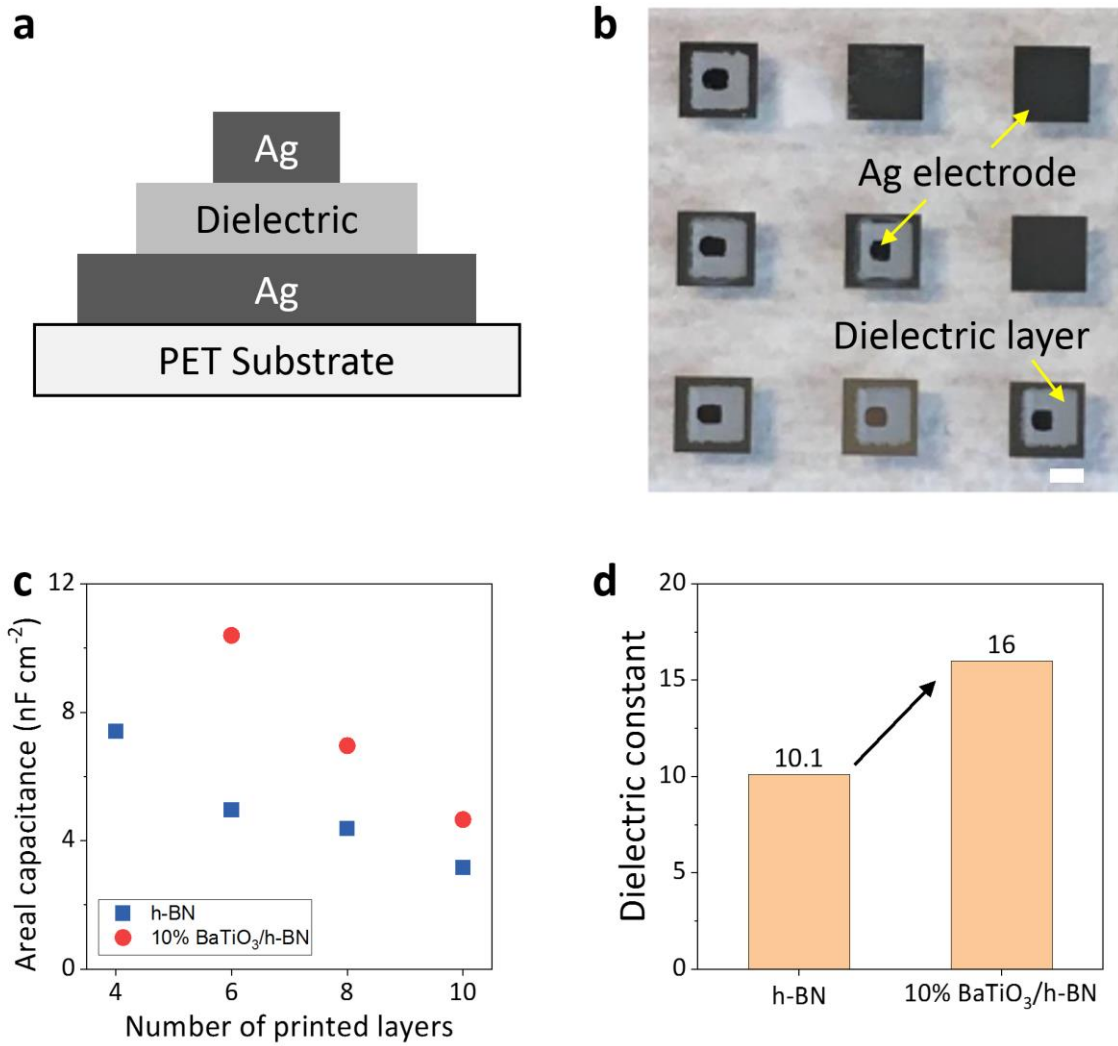 a
Ag
Dielectric
Ag
PET Substrate
b
Ag electrode
Dielectric layer
c
Areal capacitance (nF cm⁻²)
12
8
4
0
h-BN
10% BaTiO₃/h-BN
4 6 8 10
Number of printed layers
d
Dielectric constant
20
15
10
5
0
10.1
16
h-BN
10% BaTiO₃/h-BN